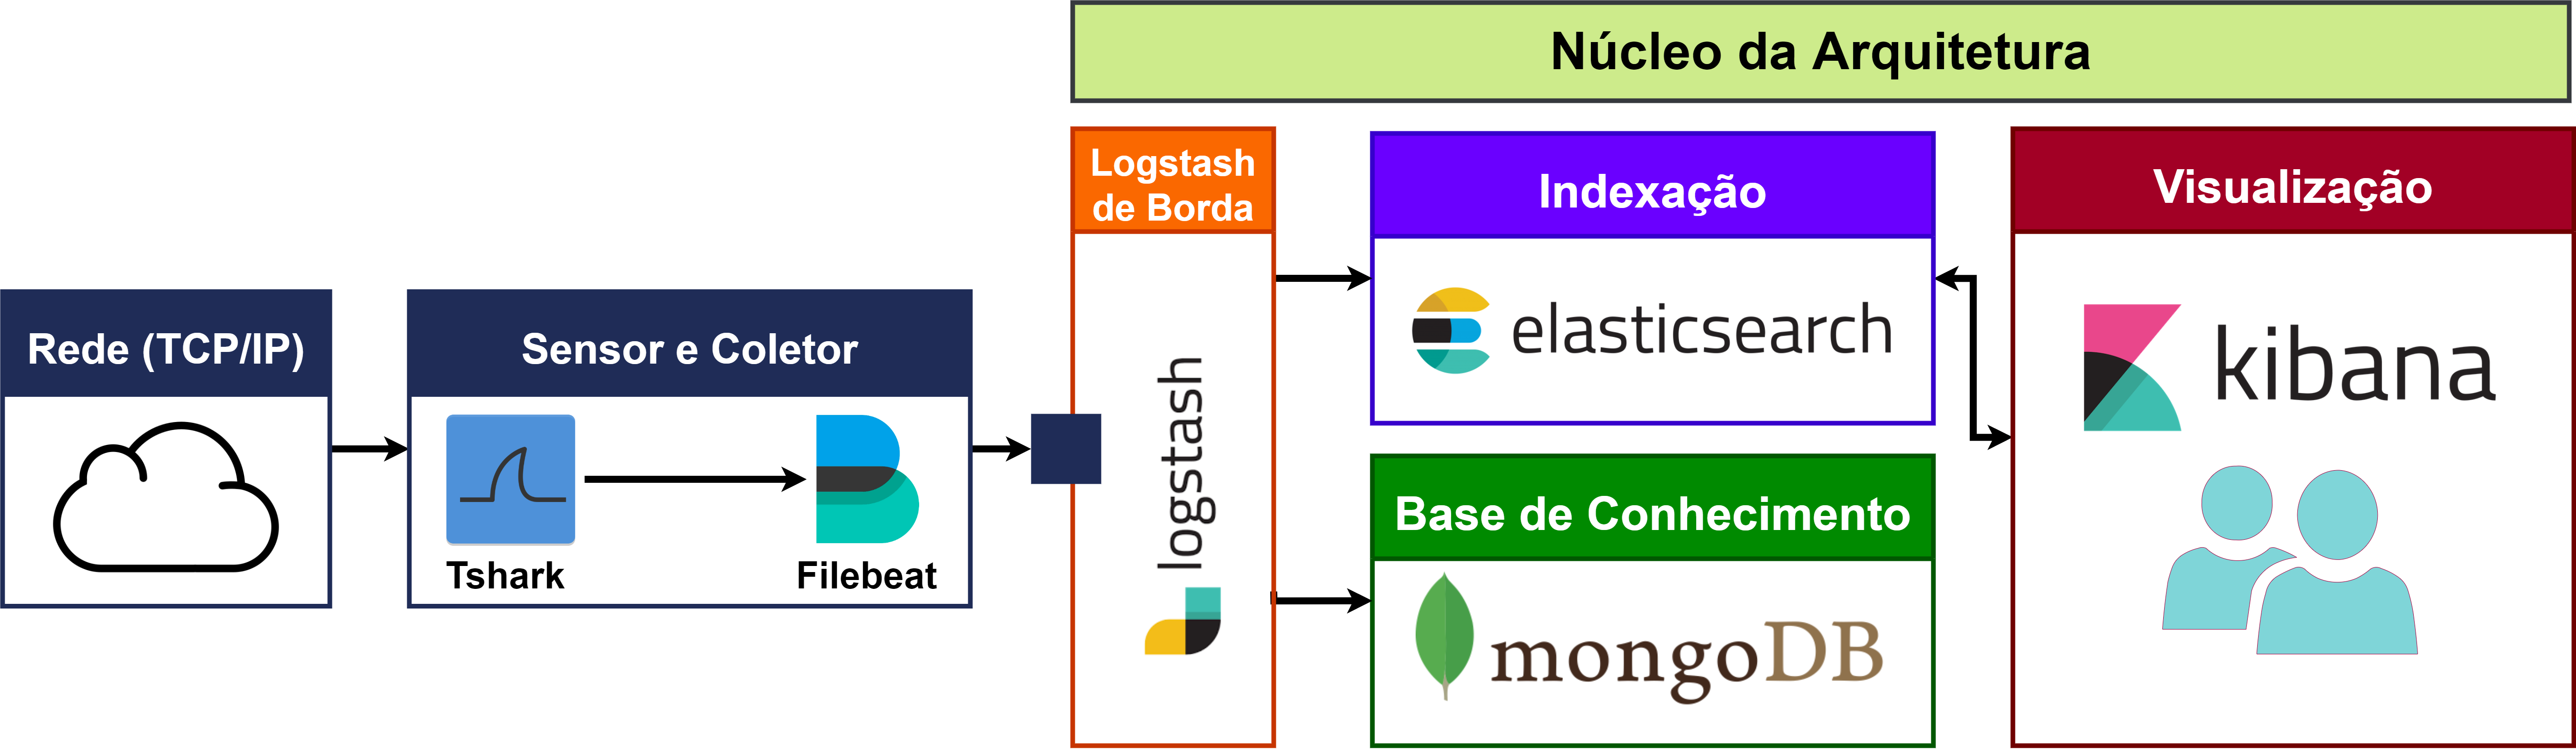 Núcleo da Arquitetura
Rede (TCP/IP)
Sensor e Coletor
Tshark
Filebeat
Logstash
de Borda
logstash
Indexação
elasticsearch
Base de Conhecimento
mongoDB
Visualização
kibana